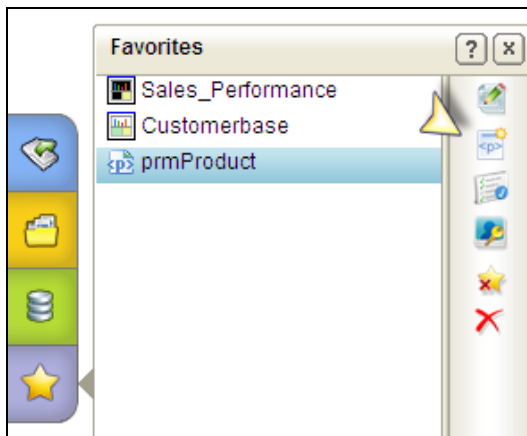 Favorites
? x
Sales_Performance
Customerbase
<p> prmProduct
<p>